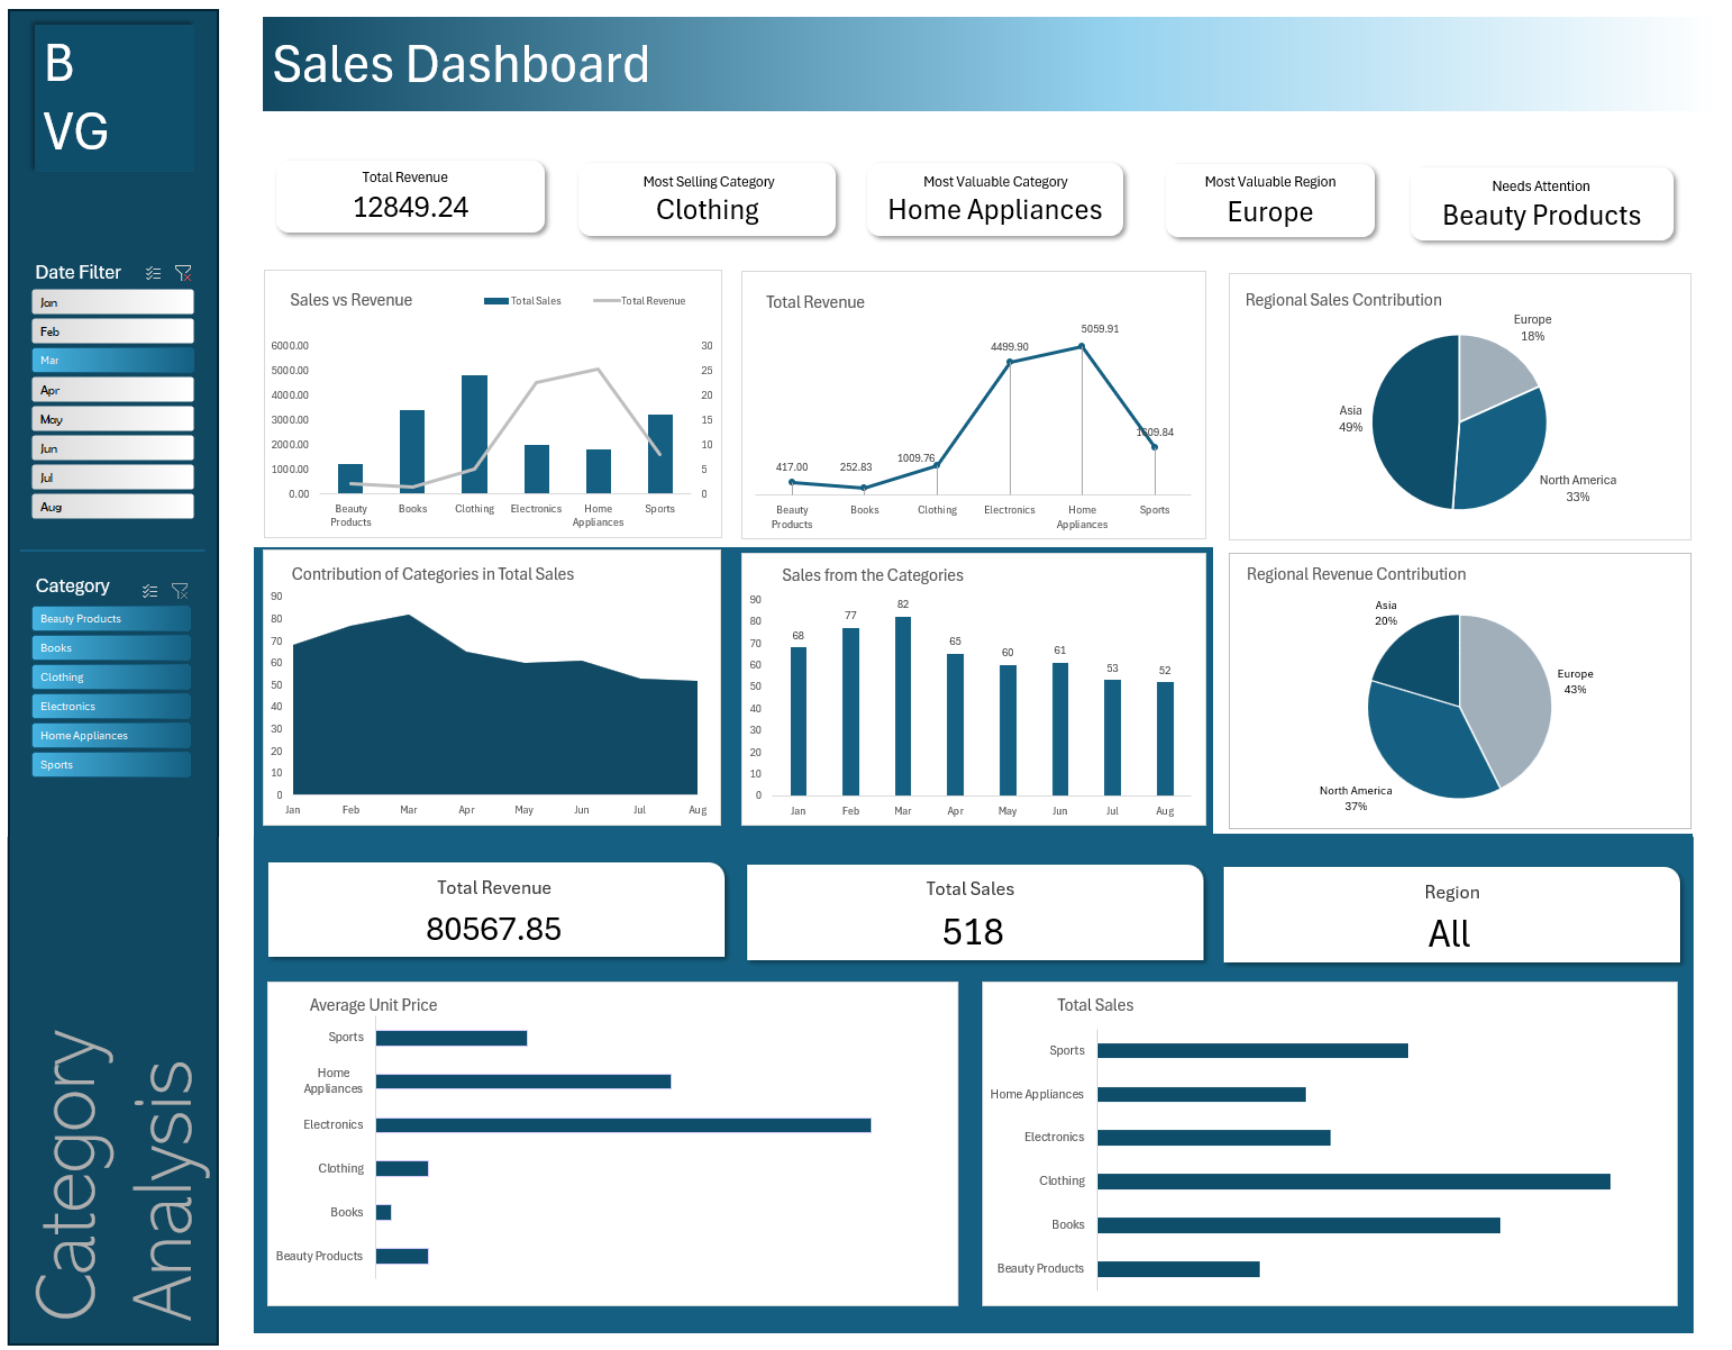 B
VG
Sales Dashboard
Total Revenue
12849.24
Most Selling Category
Clothing
Most Valuable Category
Home Appliances
Most Valuable Region
Europe
Needs Attention
Beauty Products
Date Filter
Jan
Feb
Mar
Apr
May
Jun
Jul
Aug
Category
Beauty Products
Books
Clothing
Electronics
Home Appliances
Sports
Category
Analysis
Sales vs Revenue
Total Sales
Total Revenue
6000.00
5000.00
4000.00
3000.00
2000.00
1000.00
0.00
30
25
20
15
10
5
0
Beauty
Products
Books
Clothing
Electronics
Home
Appliances
Sports
Total Revenue
417.00
252.83
1009.76
4499.90
5059.91
1609.84
Beauty
Products
Books
Clothing
Electronics
Home
Appliances
Sports
Regional Sales Contribution
Europe
18%
Asia
49%
North America
33%
Contribution of Categories in Total Sales
90
80
70
60
50
40
30
20
10
0
Jan
Feb
Mar
Apr
May
Jun
Jul
Aug
Sales from the Categories
90
80
70
60
50
40
30
20
10
0
68
77
82
65
60
61
53
52
Jan
Feb
Mar
Apr
May
Jun
Jul
Aug
Regional Revenue Contribution
Asia
20%
Europe
43%
North America
37%
Total Revenue
80567.85
Total Sales
518
Region
All
Average Unit Price
Sports
Home
Appliances
Electronics
Clothing
Books
Beauty Products
Total Sales
Sports
Home Appliances
Electronics
Clothing
Books
Beauty Products